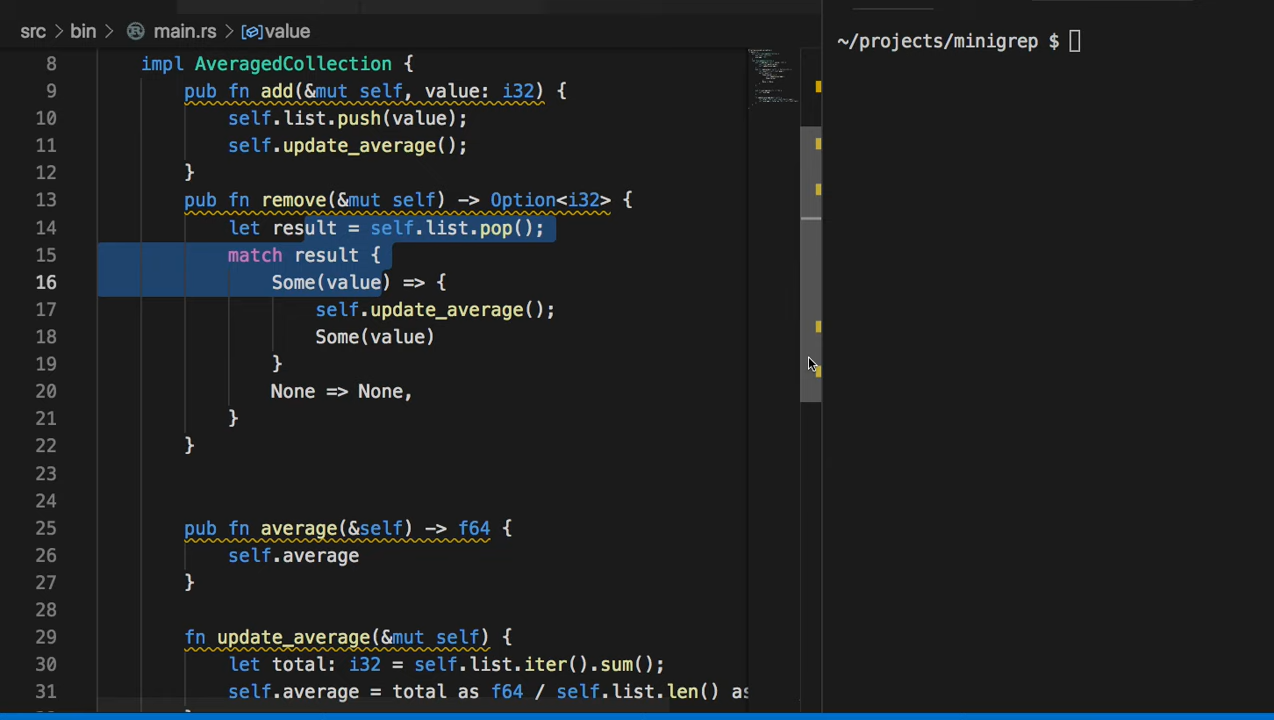 src > bin > main.rs > value
~/projects/minigrep $
8 impl AveragedCollection {
9 pub fn add(&mut self, value: i32) {
10 self.list.push(value);
11 self.update_average();
12 }
13 pub fn remove(&mut self) -> Option<i32> {
14 let result = self.list.pop();
15 match result {
16 Some(value) => {
17 self.update_average();
18 Some(value)
19 }
20 None => None,
21 }
22 }
23
24
25 pub fn average(&self) -> f64 {
26 self.average
27 }
28
29 fn update_average(&mut self) {
30 let total: i32 = self.list.iter().sum();
31 self.average = total as f64 / self.list.len() as